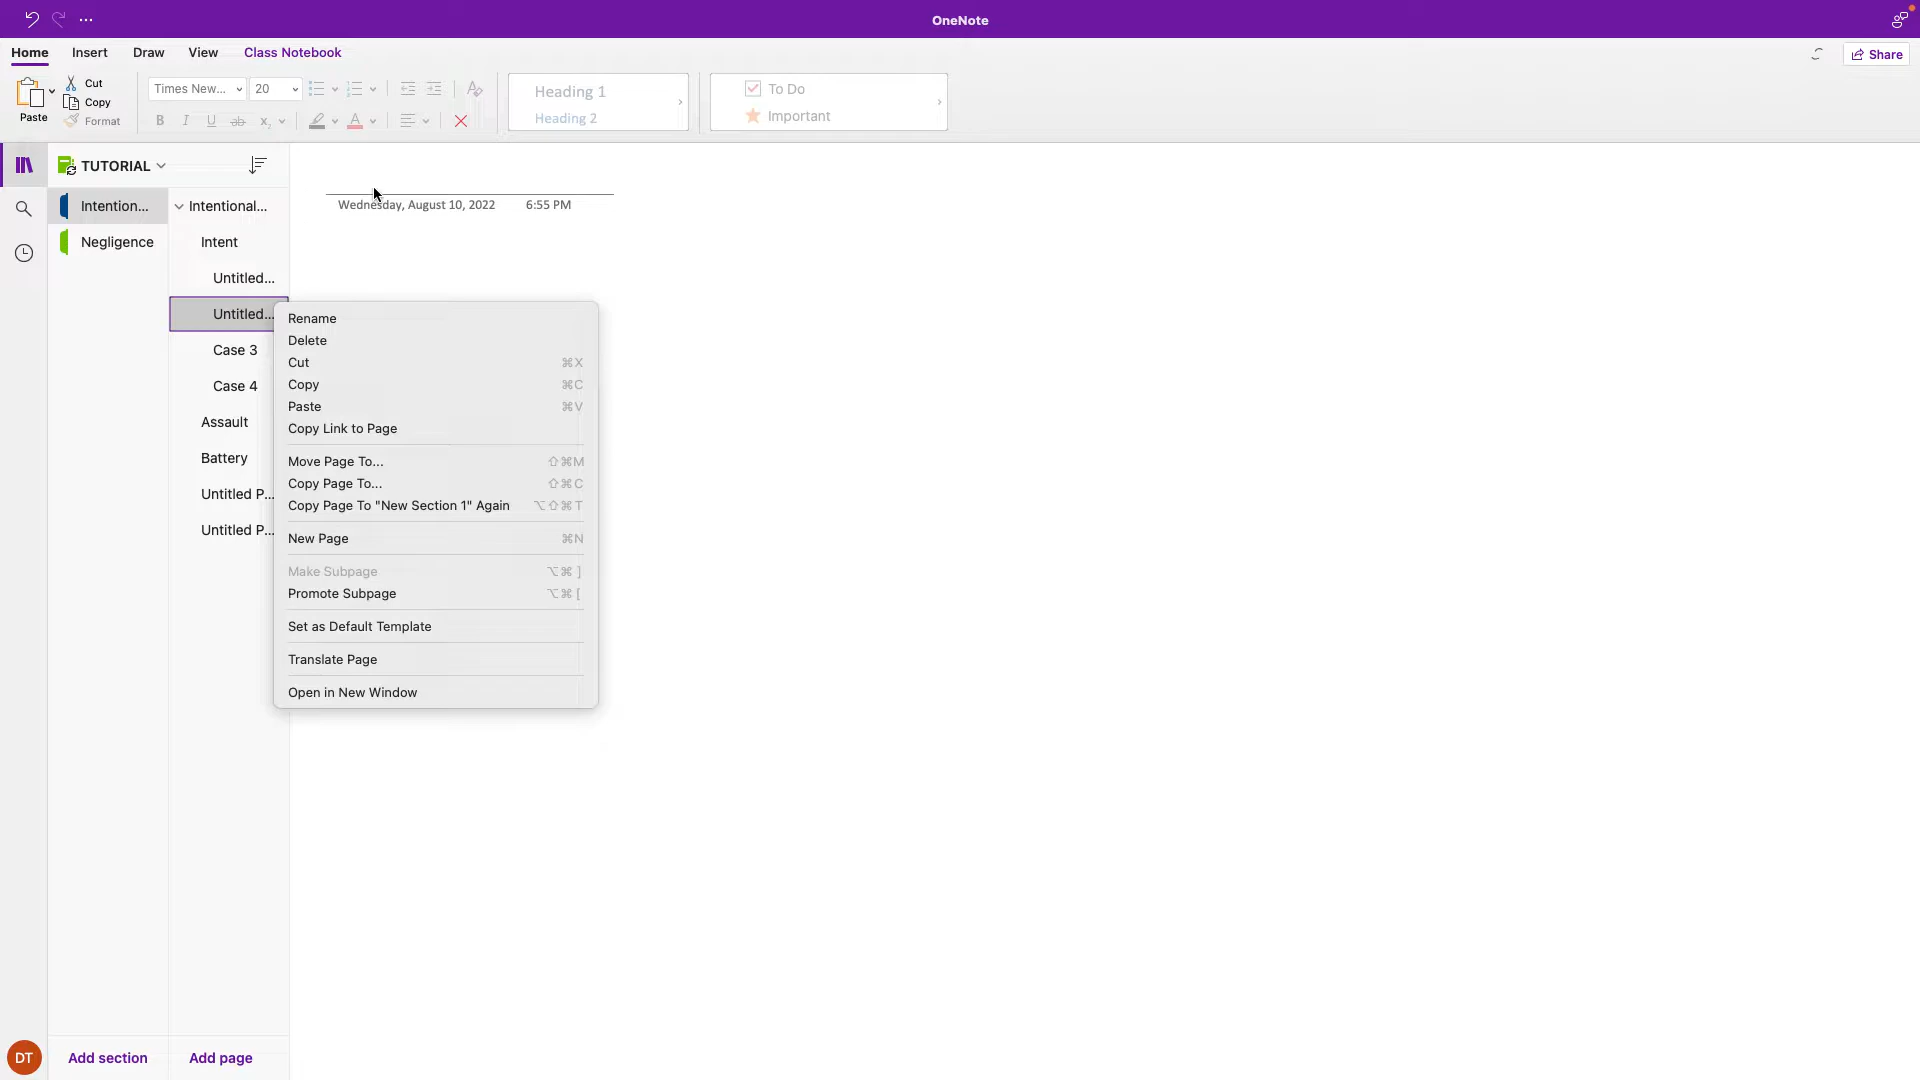 OneNote
Home Insert Draw View Class Notebook
Share
Paste
Cut
Copy
Format
Times New... 20
Heading 1
Heading 2
To Do
Important
TUTORIAL
Intention...
Negligence
Intentional...
Intent
Untitled...
Untitled...
Case 3
Case 4
Assault
Battery
Untitled P...
Untitled P...
Wednesday, August 10, 2022 6:55 PM
Rename
Delete
Cut ⌘X
Copy ⌘C
Paste ⌘V
Copy Link to Page
Move Page To... ⇧⌘M
Copy Page To... ⇧⌘C
Copy Page To "New Section 1" Again ⌥⇧⌘T
New Page ⌘N
Make Subpage ⌥⌘]
Promote Subpage ⌥⌘[
Set as Default Template
Translate Page
Open in New Window
DT
Add section Add page